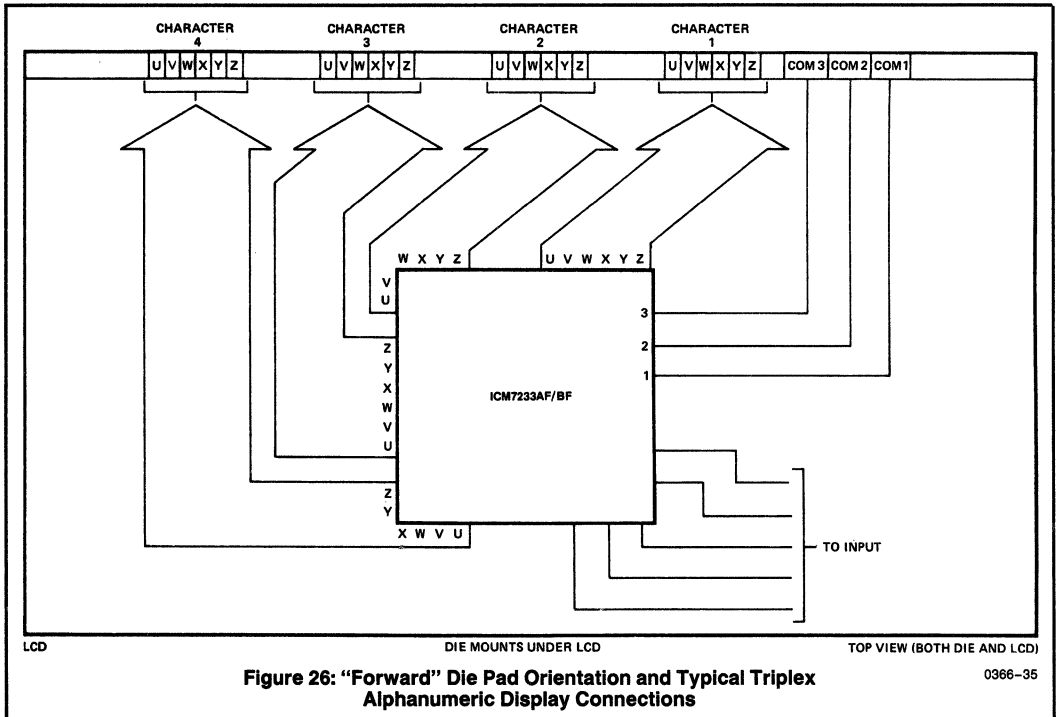 CHARACTER 4 CHARACTER 3 CHARACTER 2 CHARACTER 1
U V W X Y Z U V W X Y Z U V W X Y Z U V W X Y Z COM 3 COM 2 COM 1
W X Y Z U V W X Y Z
V
U
3
Z
2
Y
1
X
ICM7233AF/BF
W
V
U
Z
Y
X W V U
TO INPUT
LCD DIE MOUNTS UNDER LCD TOP VIEW (BOTH DIE AND LCD)
Figure 26: “Forward” Die Pad Orientation and Typical Triplex 0366–35
Alphanumeric Display Connections